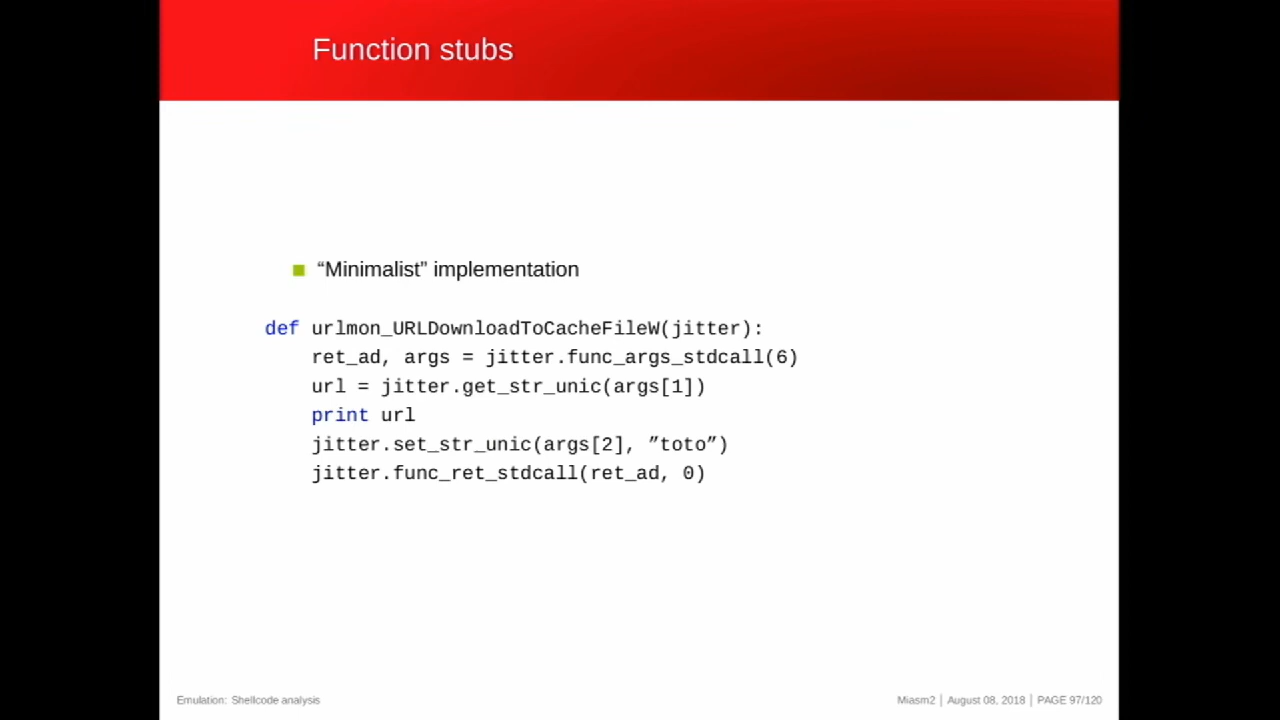 Function stubs
“Minimalist” implementation
def urlmon_URLDownloadToCacheFileW(jitter):
    ret_ad, args = jitter.func_args_stdcall(6)
    url = jitter.get_str_unic(args[1])
    print url
    jitter.set_str_unic(args[2], ”toto”)
    jitter.func_ret_stdcall(ret_ad, 0)
Emulation: Shellcode analysis
Miasm2 | August 08, 2018 | PAGE 97/120